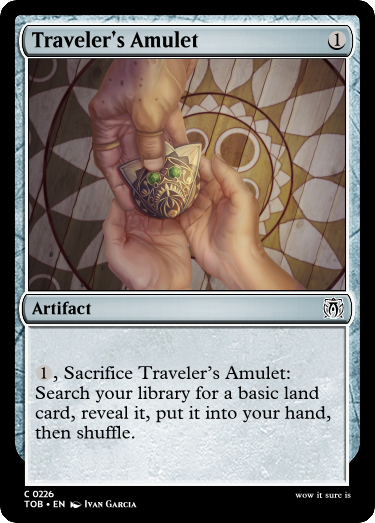 Traveler's Amulet 1
Artifact
1, Sacrifice Traveler's Amulet:
Search your library for a basic land
card, reveal it, put it into your hand,
then shuffle.
C 0226
TOB • EN Ivan Garcia
wow it sure is